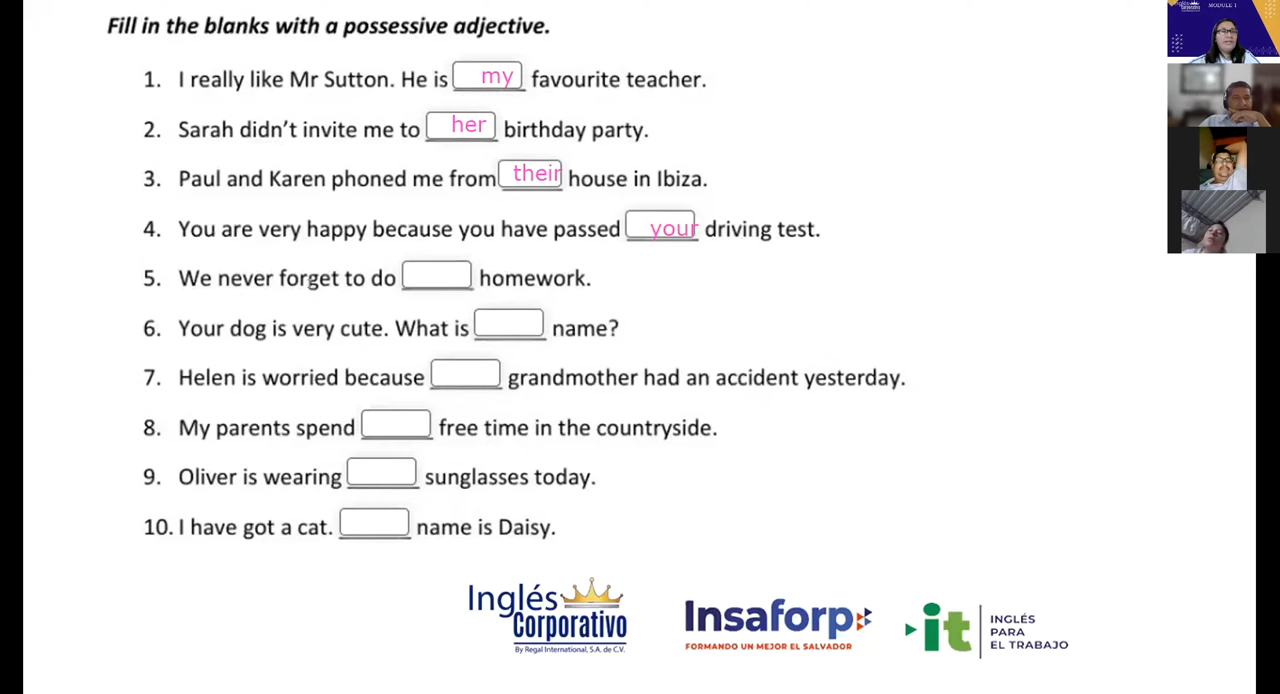 Fill in the blanks with a possessive adjective.
1. I really like Mr Sutton. He is my favourite teacher.
2. Sarah didn't invite me to her birthday party.
3. Paul and Karen phoned me from their house in Ibiza.
4. You are very happy because you have passed your driving test.
5. We never forget to do homework.
6. Your dog is very cute. What is name?
7. Helen is worried because grandmother had an accident yesterday.
8. My parents spend free time in the countryside.
9. Oliver is wearing sunglasses today.
10. I have got a cat. name is Daisy.
Inglés
Corporativo
By Regal International, S.A. de C.V.
Insaforp
FORMANDO UN MEJOR EL SALVADOR
it
INGLÉS
PARA
EL TRABAJO
MODULE 1